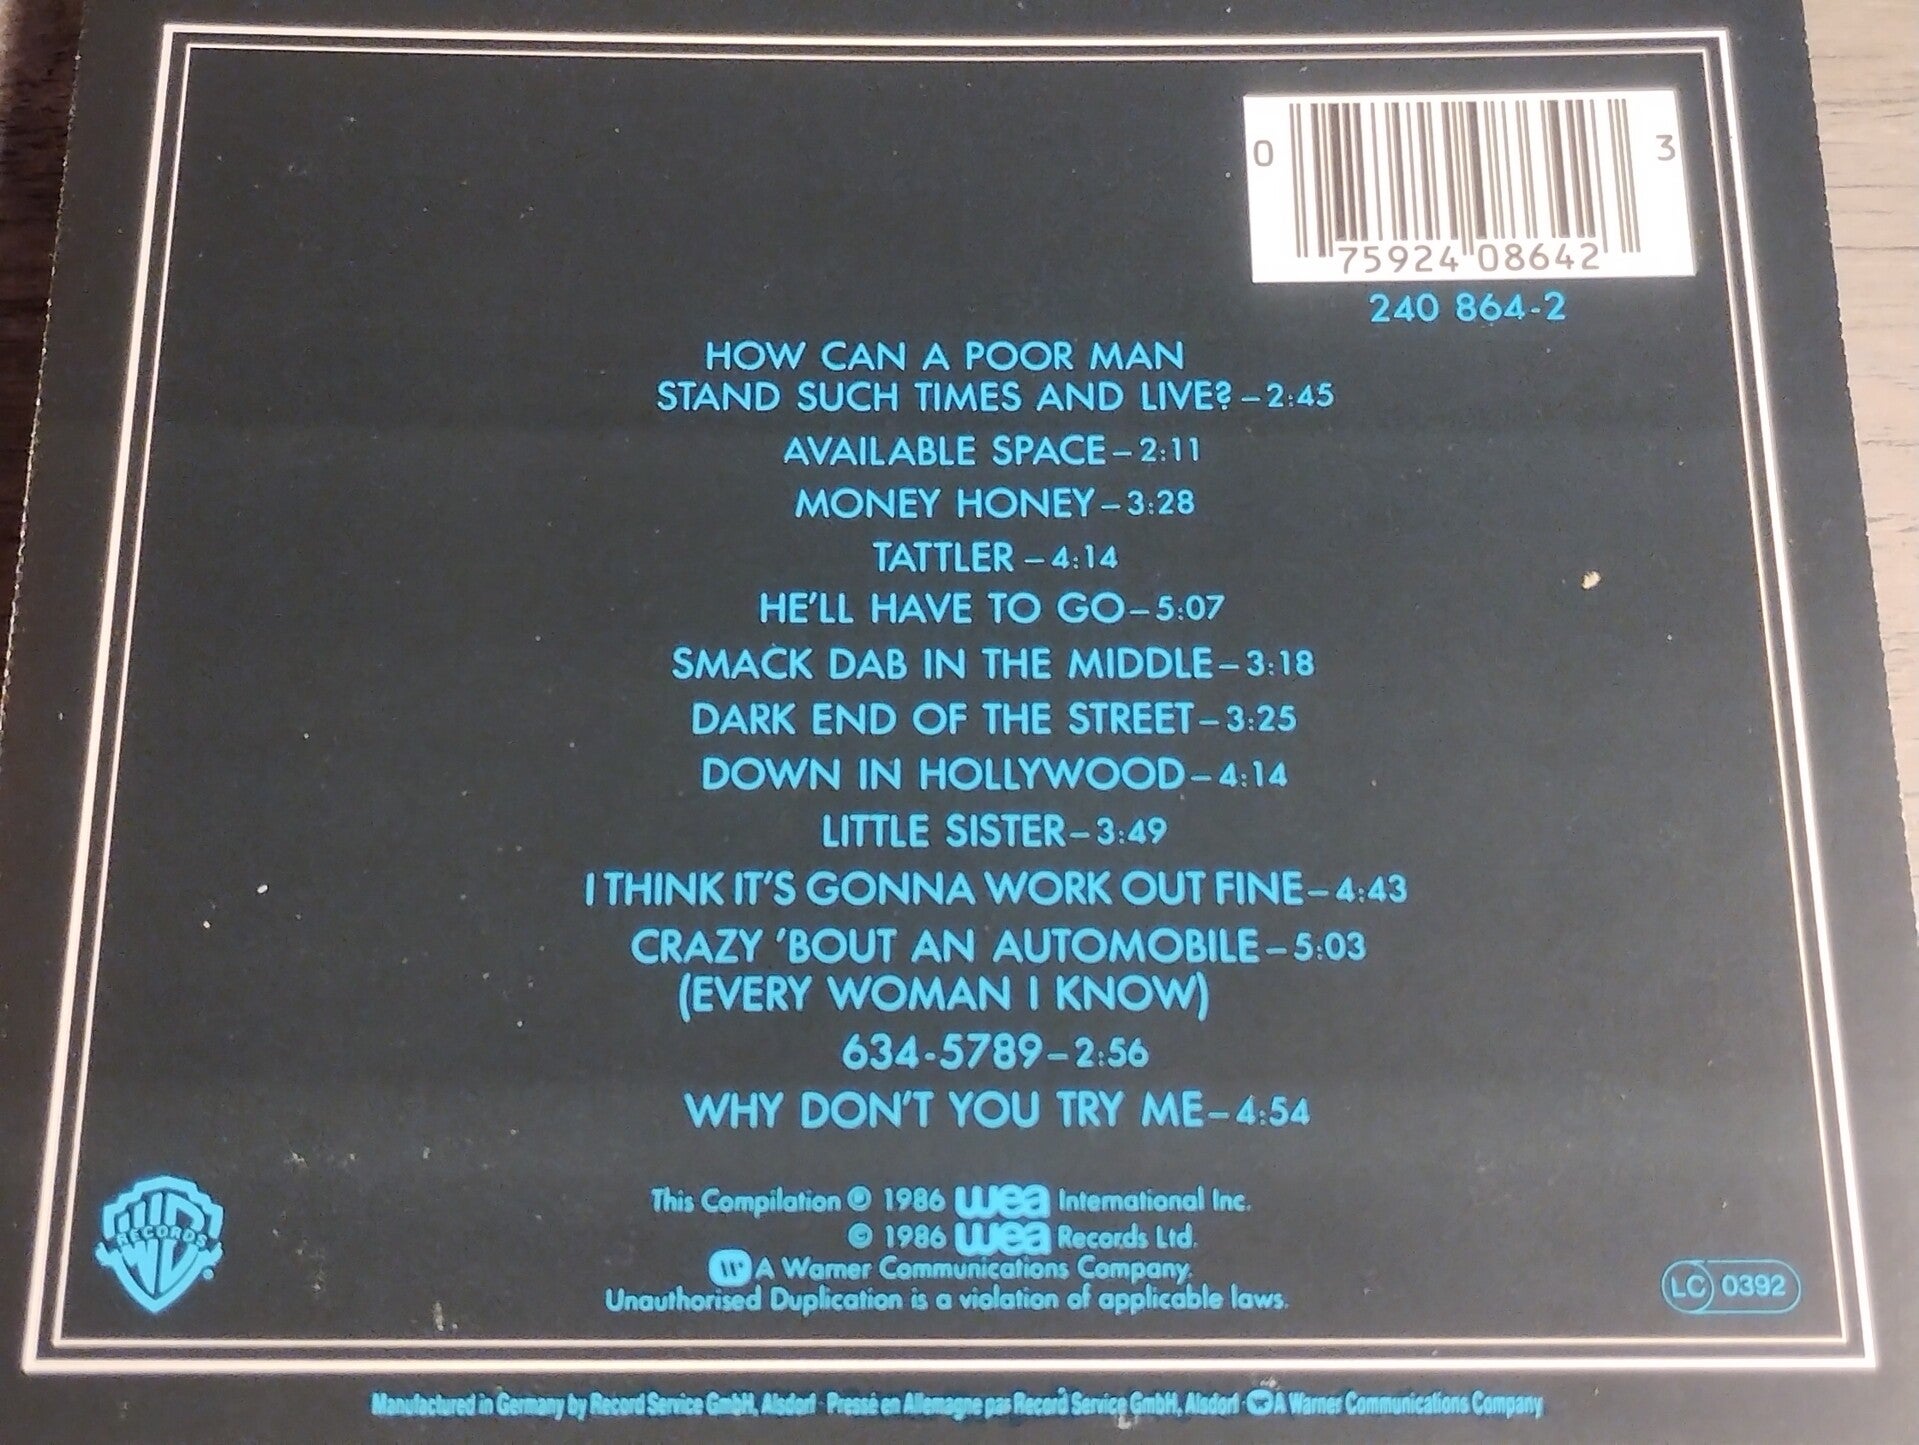 0 75924 08642 3
240 864-2
HOW CAN A POOR MAN
STAND SUCH TIMES AND LIVE?–2:45
AVAILABLE SPACE–2:11
MONEY HONEY–3:28
TATTLER–4:14
HE'LL HAVE TO GO–5:07
SMACK DAB IN THE MIDDLE–3:18
DARK END OF THE STREET–3:25
DOWN IN HOLLYWOOD–4:14
LITTLE SISTER–3:49
I THINK IT'S GONNA WORK OUT FINE–4:43
CRAZY 'BOUT AN AUTOMOBILE–5:03
(EVERY WOMAN I KNOW)
634-5789–2:56
WHY DON'T YOU TRY ME–4:54
WB RECORDS
This Compilation ℗ 1986 wea International Inc.
© 1986 wea Records Ltd.
A Warner Communications Company.
Unauthorised Duplication is a violation of applicable laws.
LC 0392
Manufactured in Germany by Record Service GmbH, Alsdorf · Pressé en Allemagne par Record Service GmbH, Alsdorf · A Warner Communications Company